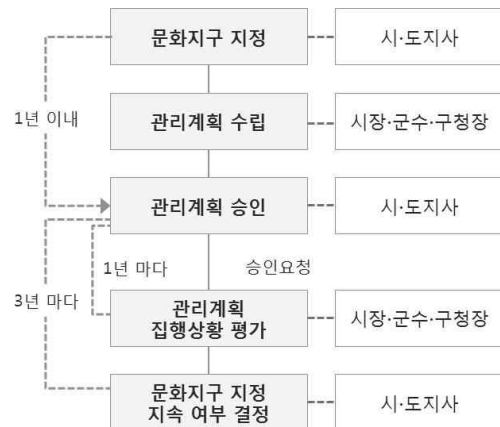 문화지구 지정
시·도지사
1년 이내
관리계획 수립
시장·군수·구청장
관리계획 승인
시·도지사
1년 마다
승인요청
3년 마다
관리계획
집행상황 평가
시장·군수·구청장
문화지구 지정
지속 여부 결정
시·도지사